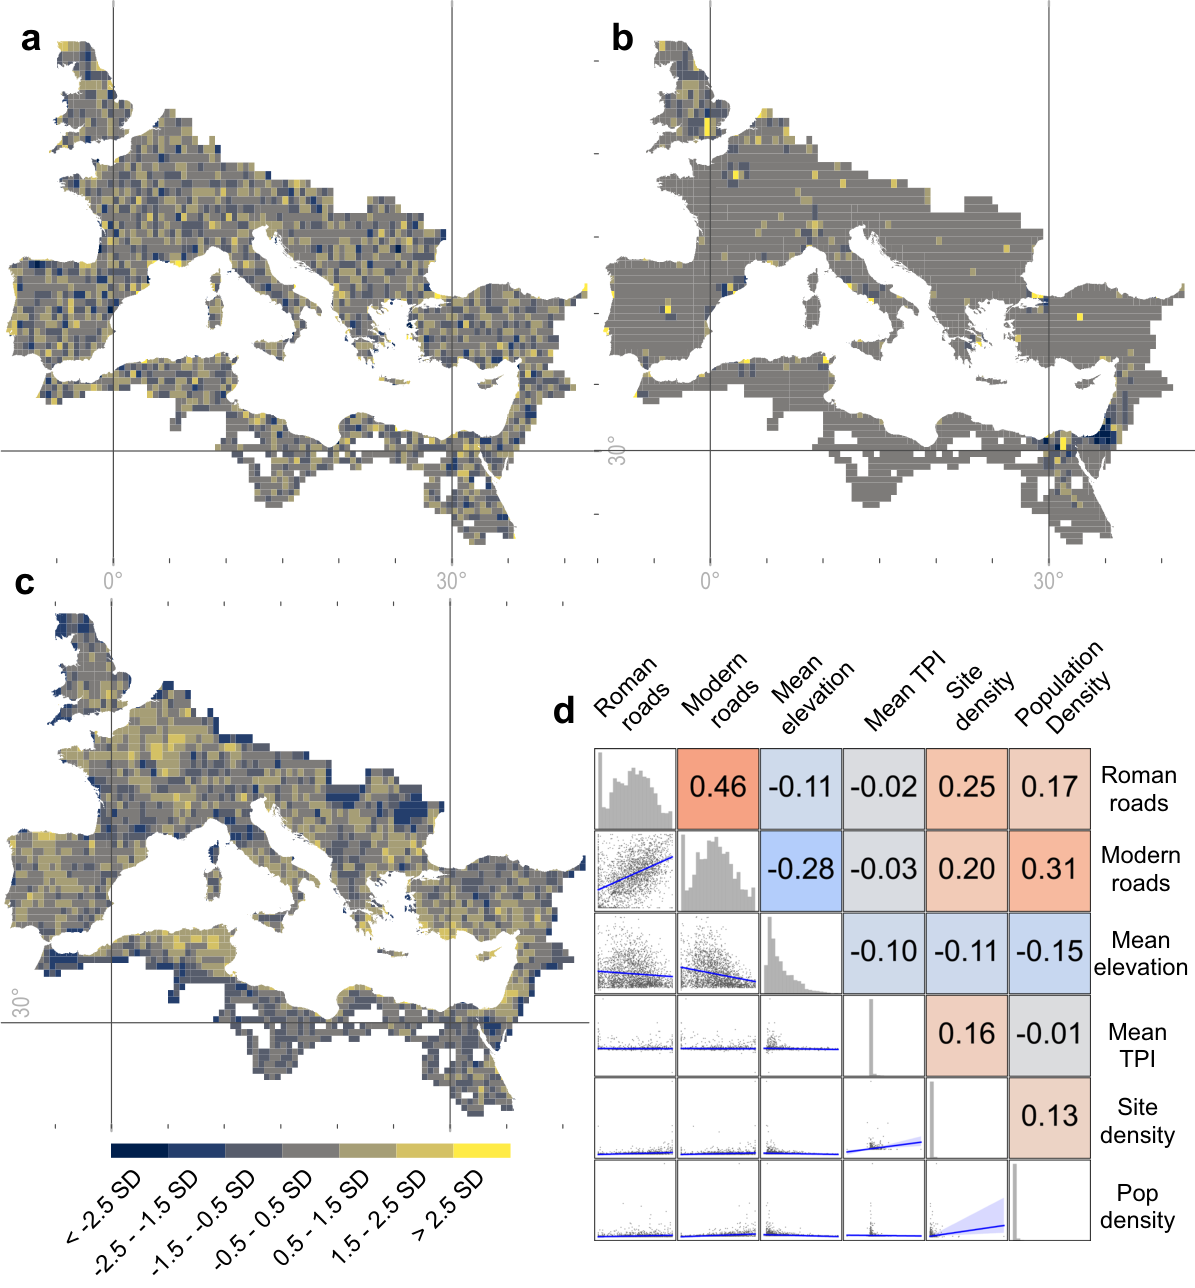 a
b
30°
0°
30°
0°
30°
c
30°
< -2.5 SD
-2.5 - -1.5 SD
-1.5 - -0.5 SD
-0.5 - 0.5 SD
0.5 - 1.5 SD
1.5 - 2.5 SD
> 2.5 SD
d
Roman
roads
Modern
roads
Mean
elevation
Mean TPI
Site
density
Population
Density
0.46
-0.11
-0.02
0.25
0.17
Roman
roads
-0.28
-0.03
0.20
0.31
Modern
roads
-0.10
-0.11
-0.15
Mean
elevation
0.16
-0.01
Mean
TPI
0.13
Site
density
Pop
density